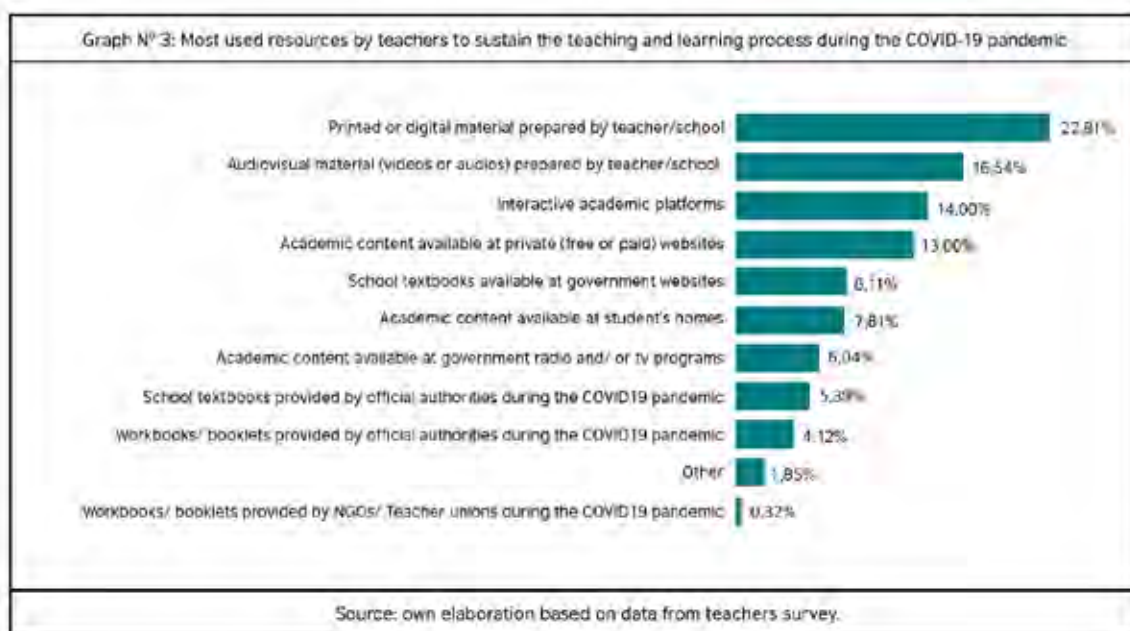 Graph Nº 3: Most used resources by teachers to sustain the teaching and learning process during the COVID-19 pandemic
Printed or digital material prepared by teacher/school 22,81%
Audiovisual material (videos or audios) prepared by teacher/school 16,54%
Interactive academic platforms 14,00%
Academic content available at private (free or paid) websites 13,00%
School textbooks available at government websites 8,11%
Academic content available at student's homes 7,81%
Academic content available at government radio and/ or tv programs 6,04%
School textbooks provided by official authorities during the COVID19 pandemic 5,39%
Workbooks/ booklets provided by official authorities during the COVID19 pandemic 4,12%
Other 1,85%
Workbooks/ booklets provided by NGOs/ Teacher unions during the COVID19 pandemic 0,32%
Source: own elaboration based on data from teachers survey.